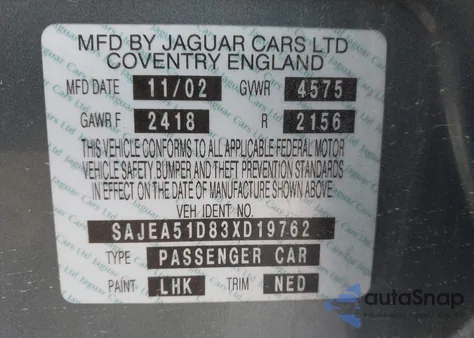 MFD BY JAGUAR CARS LTD
COVENTRY ENGLAND
MFD DATE 11/02 GVWR 4575
GAWR F 2418 R 2156
THIS VEHICLE CONFORMS TO ALL APPLICABLE FEDERAL MOTOR
VEHICLE SAFETY BUMPER AND THEFT PREVENTION STANDARDS
IN EFFECT ON THE DATE OF MANUFACTURE SHOWN ABOVE.
VEH IDENT NO.
SAJEA51D83XD19762
TYPE PASSENGER CAR
PAINT LHK TRIM NED
autoSnap